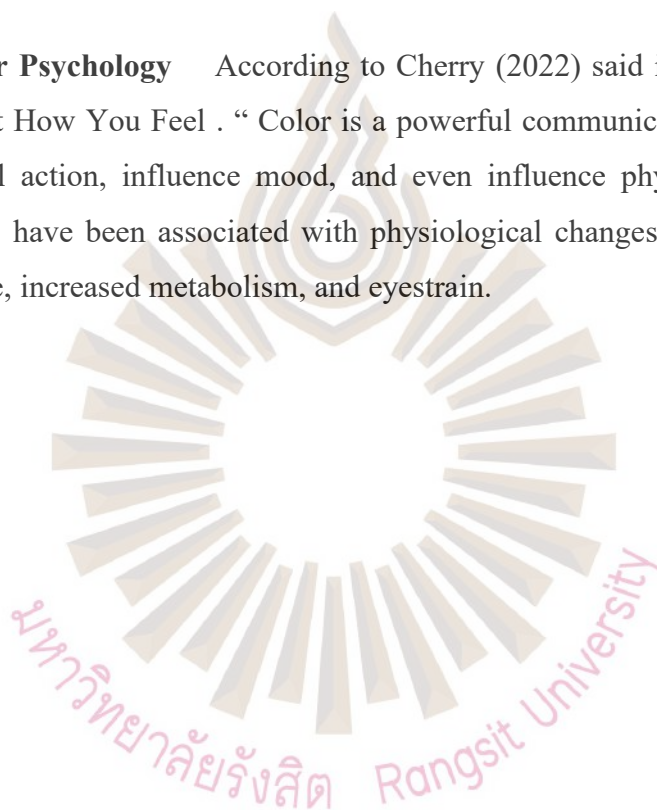 r Psychology According to Cherry (2022) said i
t How You Feel . “ Color is a powerful communic
l action, influence mood, and even influence phy
have been associated with physiological changes
e, increased metabolism, and eyestrain.
มหาวิทยาลัยรังสิต Rangsit University